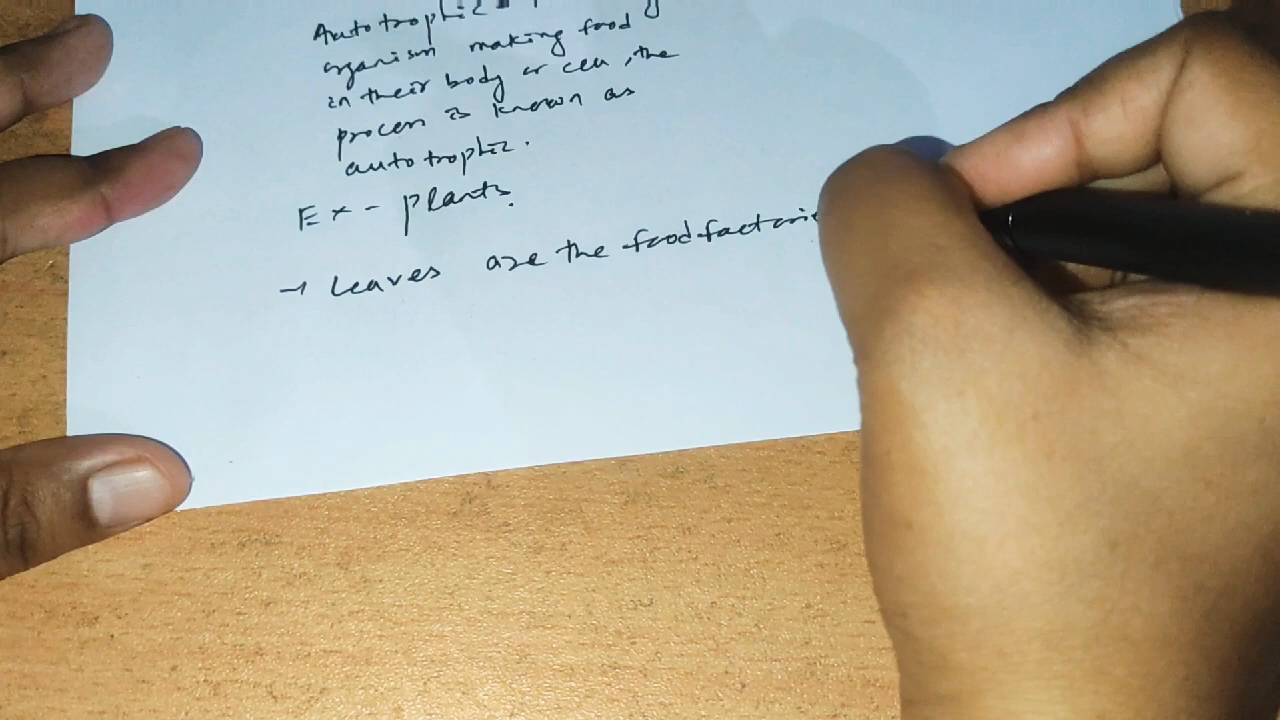 Autotrophic
organism making food
in their body or cell, the
process is known as
autotrophic.
Ex - Plants.
→ Leaves are the food factorie